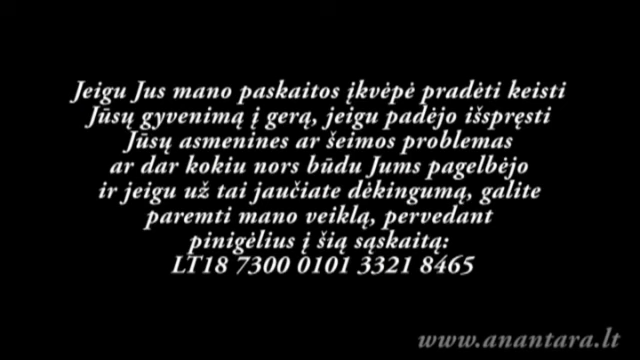 Jeigu Jus mano paskaitos įkvėpė pradėti keisti
Jūsų gyvenimą į gerą, jeigu padėjo išspręsti
Jūsų asmenines ar šeimos problemas
ar dar kokiu nors būdu Jums pagelbėjo
ir jeigu už tai jaučiate dėkingumą, galite
paremti mano veiklą, pervedant
pinigėlius į šią sąskaitą:
LT18 7300 0101 3321 8465
www.anantara.lt